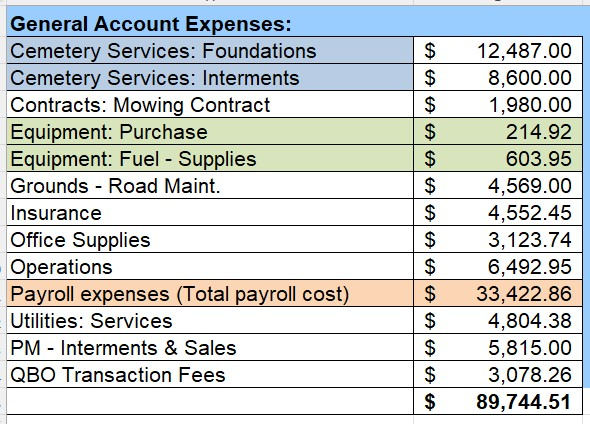 General Account Expenses:
Cemetery Services: Foundations $ 12,487.00
Cemetery Services: Interments $ 8,600.00
Contracts: Mowing Contract $ 1,980.00
Equipment: Purchase $ 214.92
Equipment: Fuel - Supplies $ 603.95
Grounds - Road Maint. $ 4,569.00
Insurance $ 4,552.45
Office Supplies $ 3,123.74
Operations $ 6,492.95
Payroll expenses (Total payroll cost) $ 33,422.86
Utilities: Services $ 4,804.38
PM - Interments & Sales $ 5,815.00
QBO Transaction Fees $ 3,078.26
$ 89,744.51